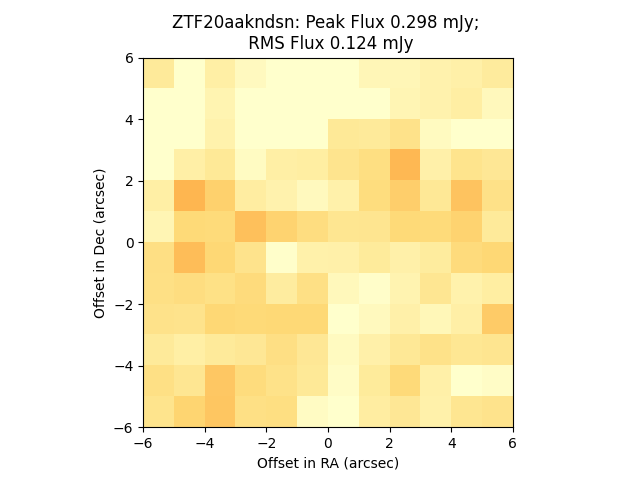 ZTF20aakndsn: Peak Flux 0.298 mJy;
RMS Flux 0.124 mJy
6
4
2
0
−2
−4
−6
Offset in Dec (arcsec)
−6 −4 −2 0 2 4 6
Offset in RA (arcsec)